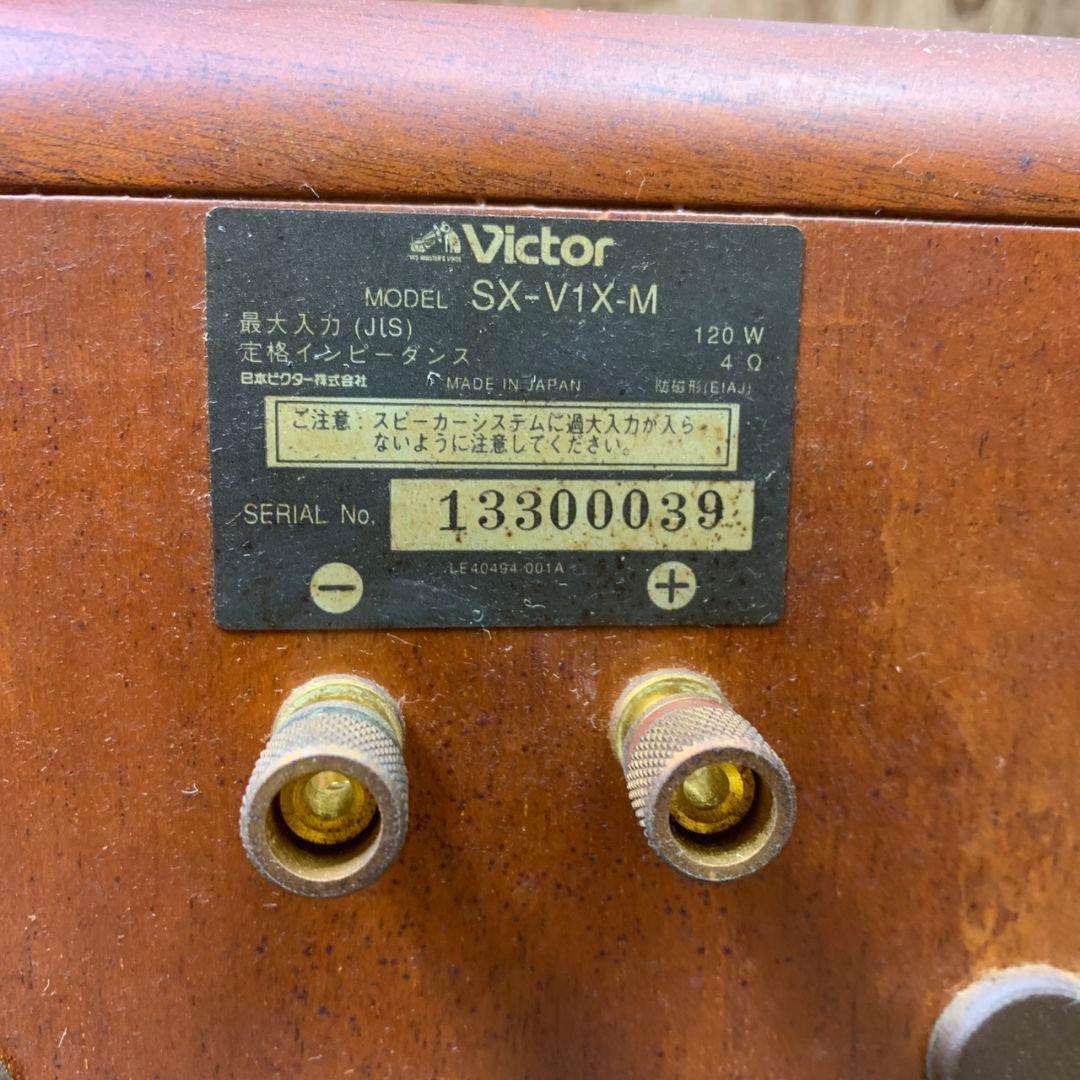 HIS MASTER'S VOICE
Victor
MODEL SX-V1X-M
最大入力 (JIS) 120 W
定格インピーダンス 4 Ω
日本ビクター株式会社 MADE IN JAPAN 防磁形(EIAJ)
ご注意：スピーカーシステムに過大入力が入ら
ないように注意してください。
SERIAL No. 13300039
LE40494-001A
− +